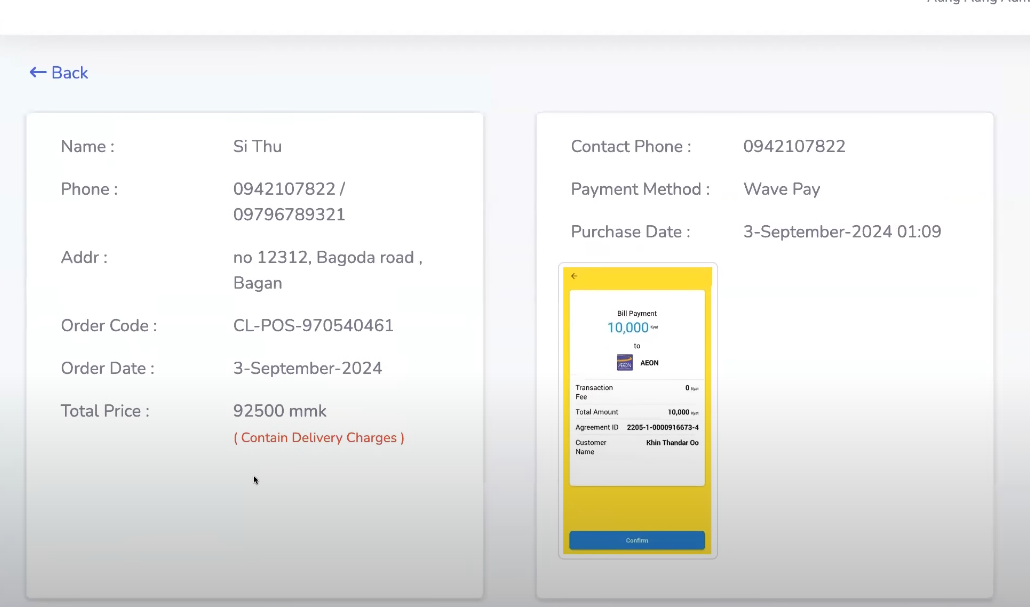 ← Back
Name :
Si Thu
Phone :
0942107822 /
09796789321
Addr :
no 12312, Bagoda road ,
Bagan
Order Code :
CL-POS-970540461
Order Date :
3-September-2024
Total Price :
92500 mmk
( Contain Delivery Charges )
Contact Phone :
0942107822
Payment Method :
Wave Pay
Purchase Date :
3-September-2024 01:09
Bill Payment
10,000
to
AEON
Transaction
Fee
0
Total Amount
10,000
Agreement ID
2205-1-0000916673-4
Customer
Name
Khin Thandar Oo
Confirm